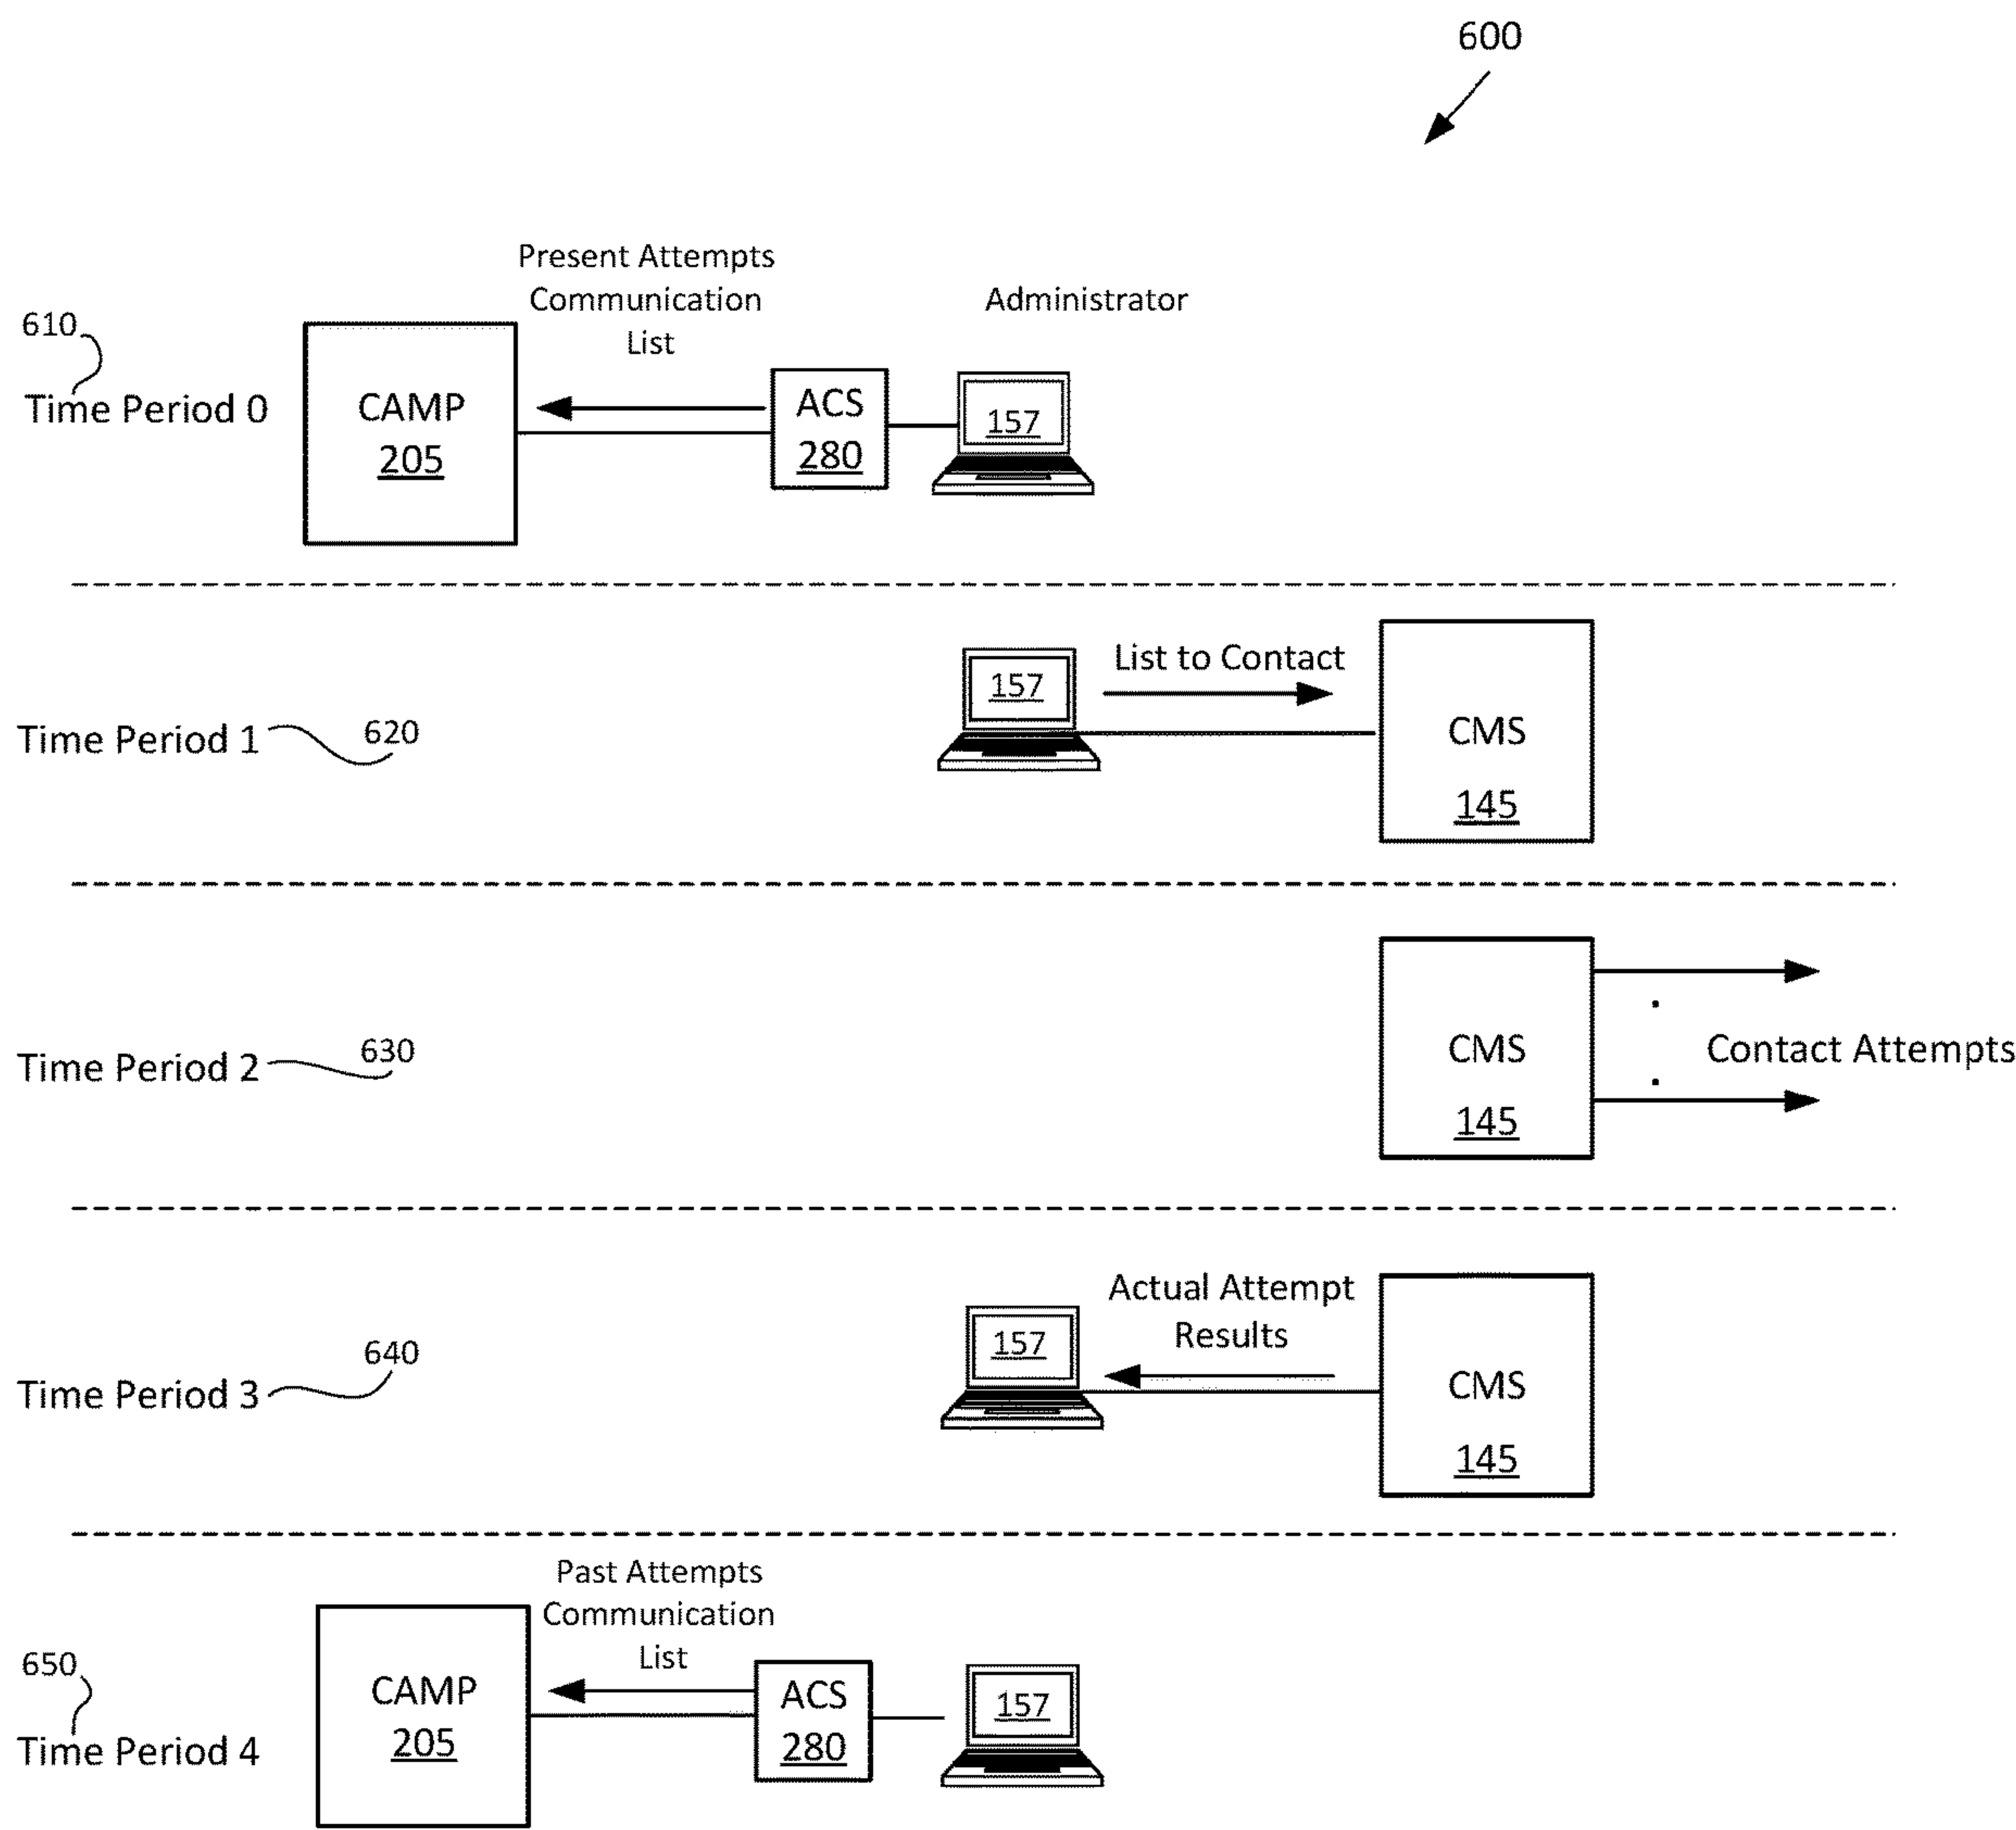 600
Present Attempts
Communication
List
Administrator
610
Time Period 0
CAMP
205
ACS
280
157
List to Contact
157
Time Period 1
620
CMS
145
Time Period 2
630
CMS
145
Contact Attempts
Actual Attempt
Results
157
640
Time Period 3
CMS
145
Past Attempts
Communication
List
650
Time Period 4
CAMP
205
ACS
280
157